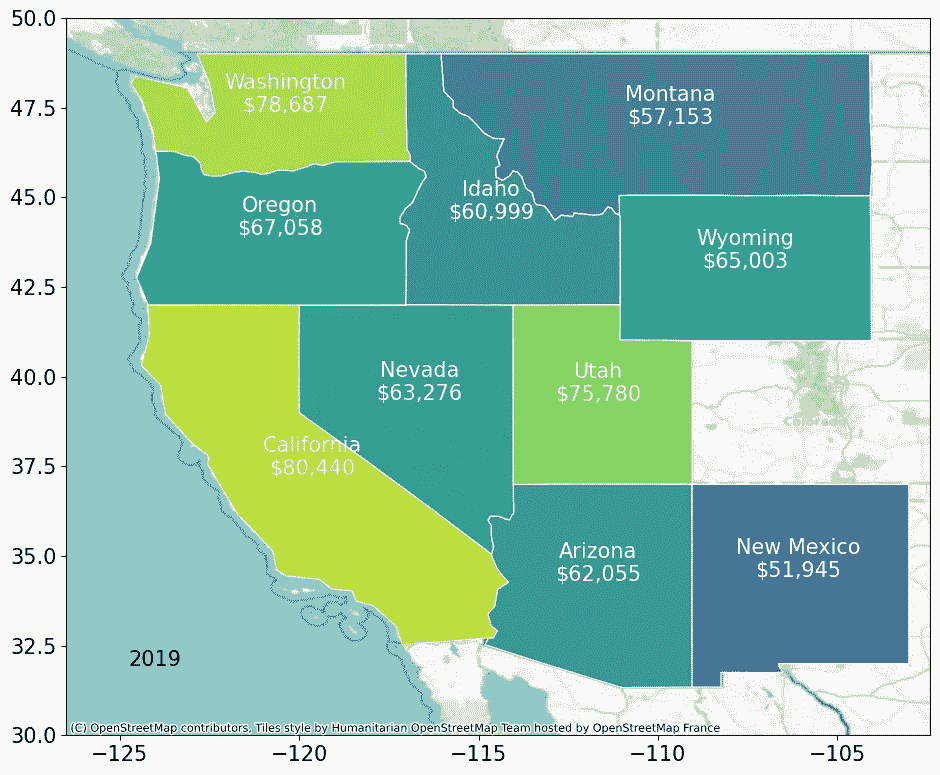 50.0
47.5
45.0
42.5
40.0
37.5
35.0
32.5
30.0
Washington
$78,687
Montana
$57,153
Idaho
$60,999
Oregon
$67,058
Wyoming
$65,003
Nevada
$63,276
Utah
$75,780
Colorado
California
$80,440
Arizona
$62,055
New Mexico
$51,945
2019
(C) OpenStreetMap contributors, Tiles style by Humanitarian OpenStreetMap Team hosted by OpenStreetMap France
−125
−120
−115
−110
−105